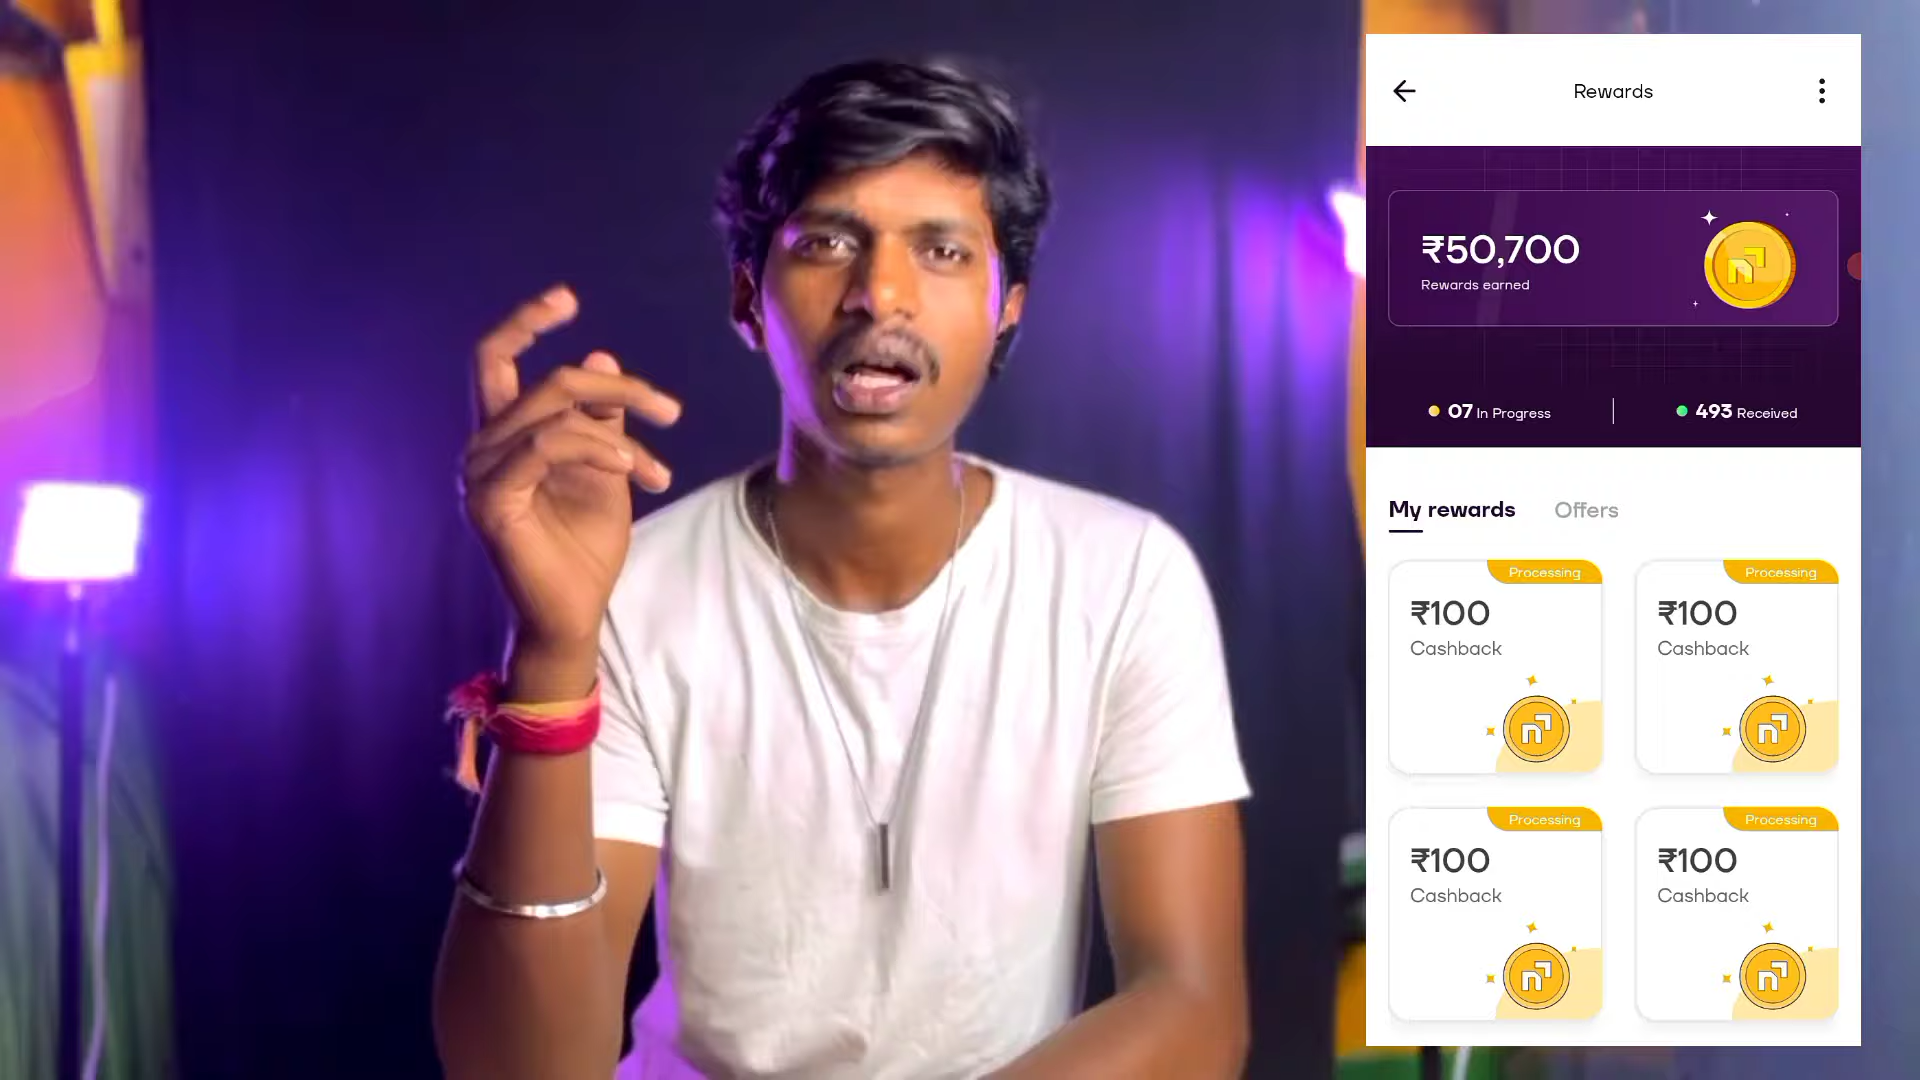 Rewards
₹50,700
Rewards earned
07 In Progress
493 Received
My rewards
Offers
Processing
₹100
Cashback
Processing
₹100
Cashback
Processing
₹100
Cashback
Processing
₹100
Cashback